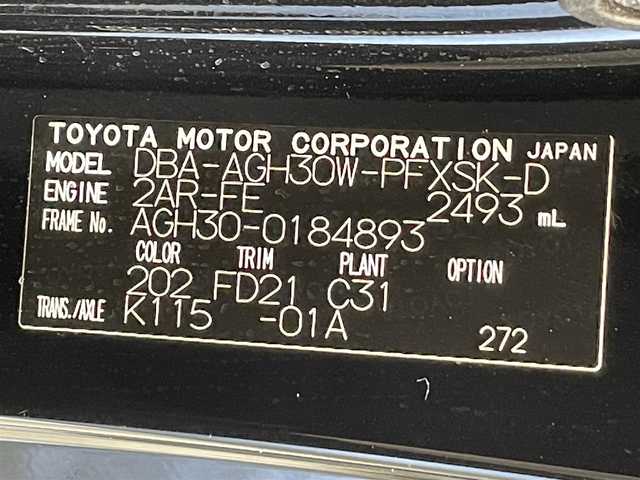 TOYOTA MOTOR CORPORATION JAPAN
MODEL DBA-AGH30W-PFXSK-D
ENGINE 2AR-FE 2493 mL
FRAME No. AGH30-0184893
COLOR TRIM PLANT OPTION
202 FD21 C31
TRANS./AXLE K115 -01A
272